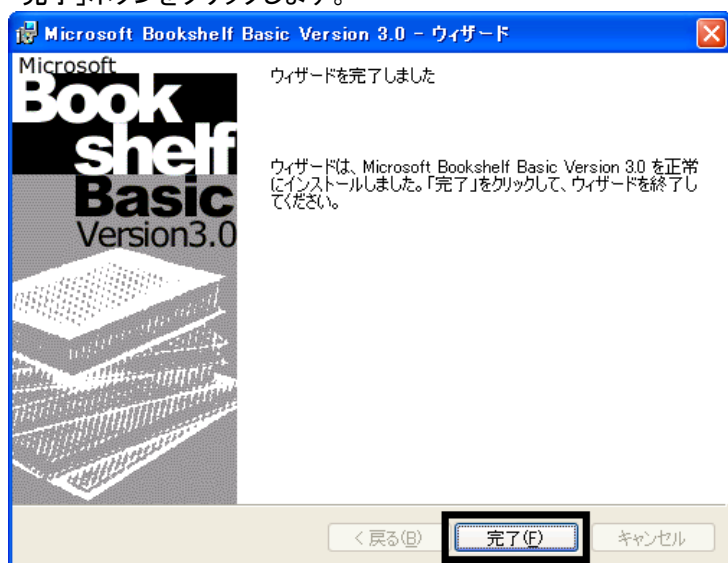 完了」ボタンをクリックします。
Microsoft Bookshelf Basic Version 3.0 - ウィザード
Microsoft
Book
shelf
Basic
Version3.0
ウィザードを完了しました
ウィザードは、Microsoft Bookshelf Basic Version 3.0 を正常
にインストールしました。「完了」をクリックして、ウィザードを終了し
てください。
< 戻る(B)
完了(F)
キャンセル